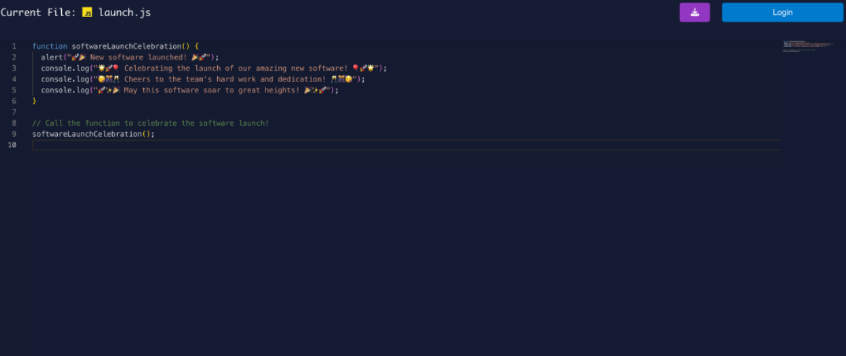 Current File: JS launch.js
Login
1 function softwareLaunchCelebration() {
2 alert("🚀🎉 New software launched! 🎉🚀");
3 console.log("🌟🚀🎈 Celebrating the launch of our amazing new software! 🎈🚀🌟");
4 console.log("🥳🎊🥂 Cheers to the team's hard work and dedication! 🥂🎊🥳");
5 console.log("🚀✨🎉 May this software soar to great heights! 🎉✨🚀");
6 }
7
8 // Call the function to celebrate the software launch!
9 softwareLaunchCelebration();
10